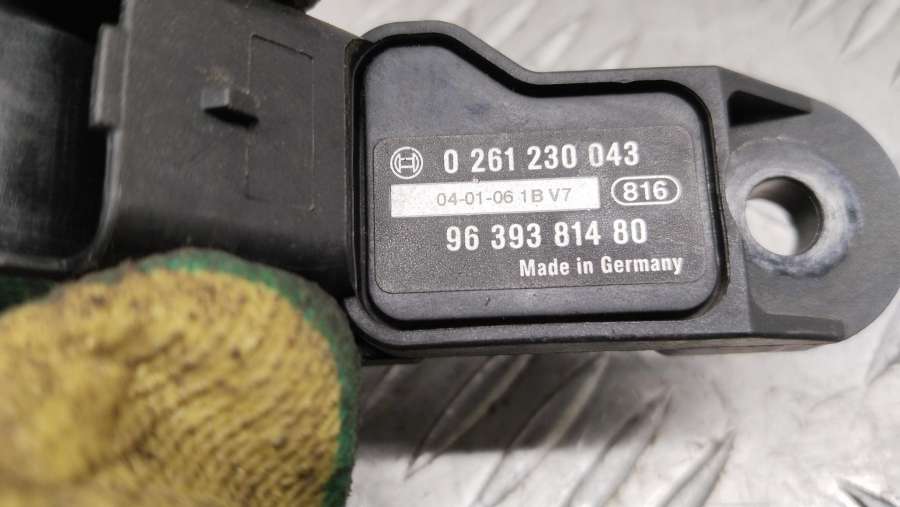 0 261 230 043
04-01-06 1B V7 816
96 393 814 80
Made in Germany